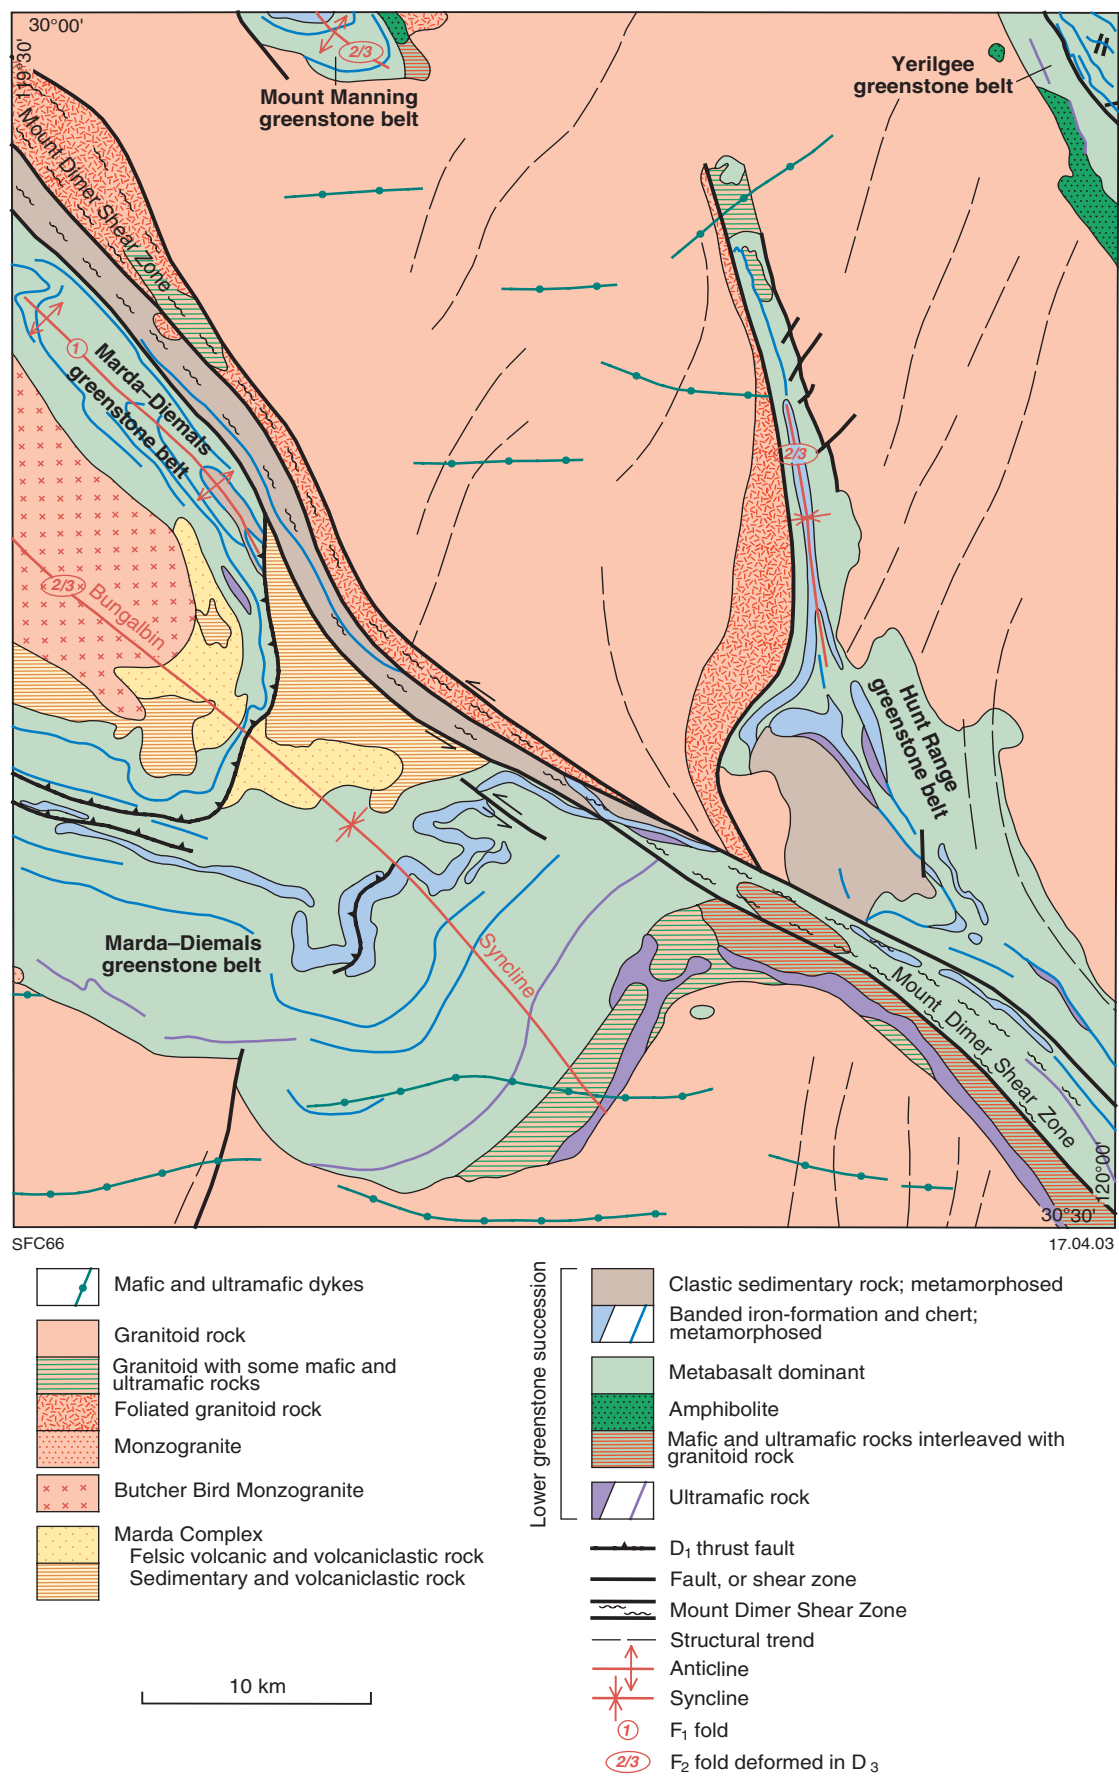 30°00'
119°30'
2/3
Mount Manning
greenstone belt
Yerilgee
greenstone belt
Mount Dimer Shear Zone
1
Marda–Diemals
greenstone belt
2/3
2/3
Bungalbin
Hunt Range
greenstone belt
Marda–Diemals
greenstone belt
Syncline
Mount Dimer Shear Zone
120°00'
30°30'
SFC66
17.04.03
Mafic and ultramafic dykes
Granitoid rock
Granitoid with some mafic and
ultramafic rocks
Foliated granitoid rock
Monzogranite
Butcher Bird Monzogranite
Marda Complex
Felsic volcanic and volcaniclastic rock
Sedimentary and volcaniclastic rock
10 km
Lower greenstone succession
Clastic sedimentary rock; metamorphosed
Banded iron-formation and chert;
metamorphosed
Metabasalt dominant
Amphibolite
Mafic and ultramafic rocks interleaved with
granitoid rock
Ultramafic rock
D1 thrust fault
Fault, or shear zone
Mount Dimer Shear Zone
Structural trend
Anticline
Syncline
1 F1 fold
2/3 F2 fold deformed in D3